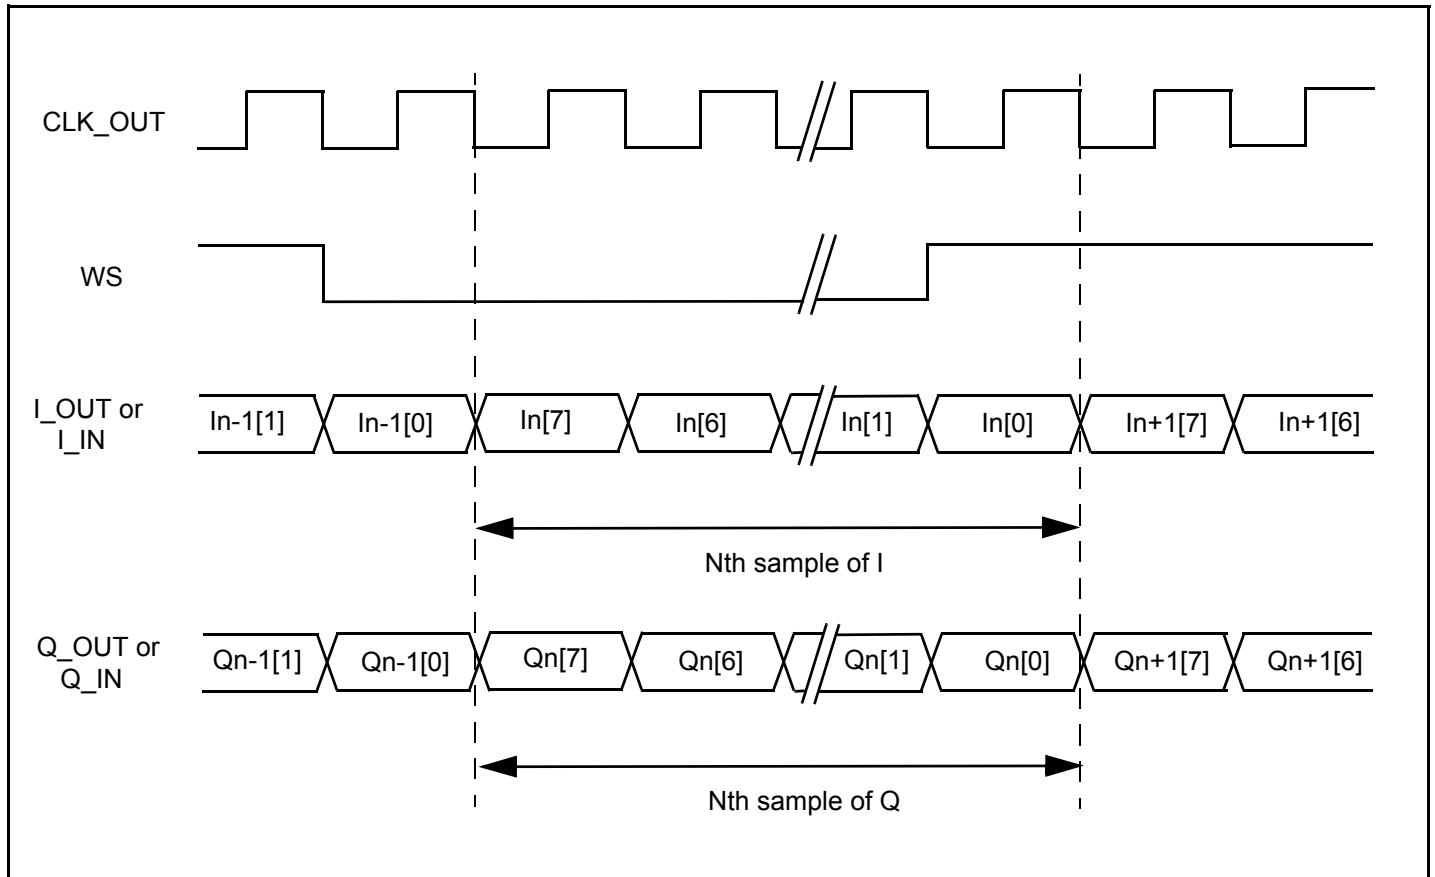 CLK_OUT
WS
I_OUT or
I_IN
In-1[1] In-1[0] In[7] In[6] In[1] In[0] In+1[7] In+1[6]
Nth sample of I
Q_OUT or
Q_IN
Qn-1[1] Qn-1[0] Qn[7] Qn[6] Qn[1] Qn[0] Qn+1[7] Qn+1[6]
Nth sample of Q